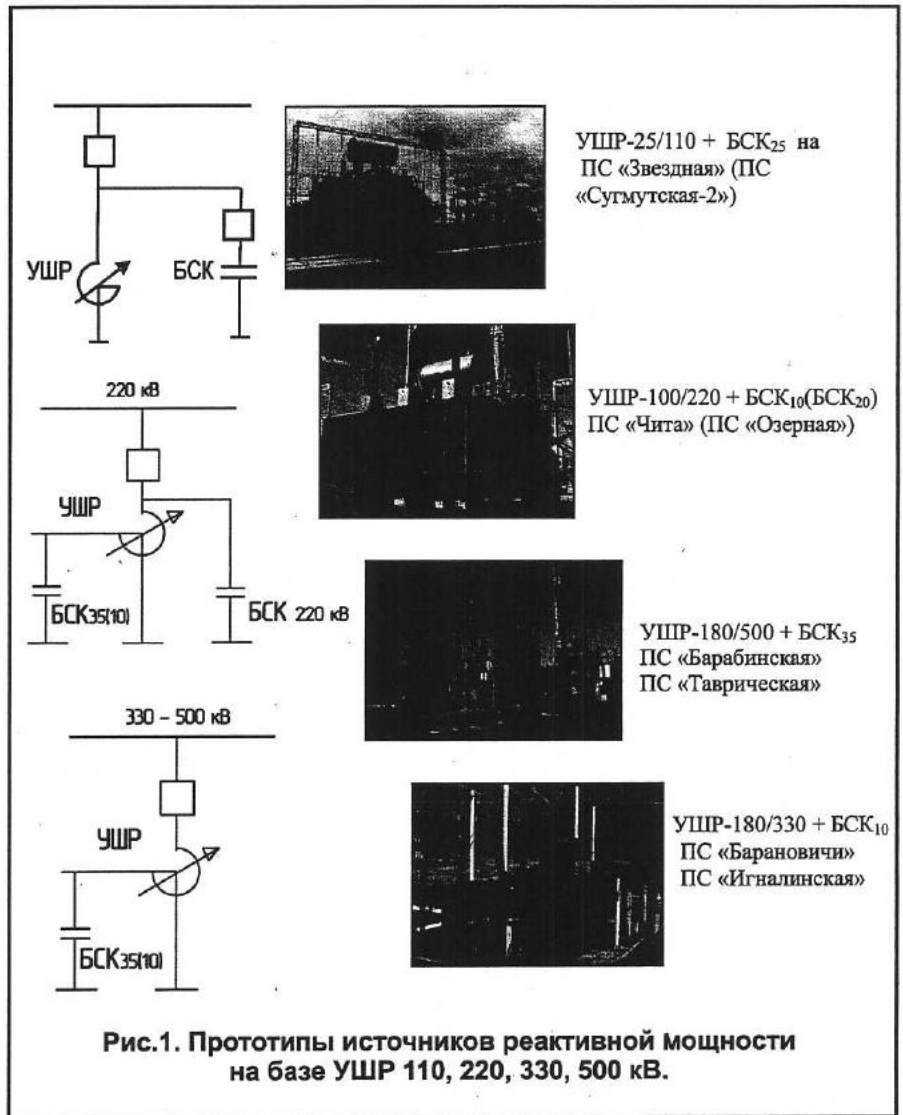 УШР
БСК
УШР-25/110 + БСК25 на
ПС «Звездная» (ПС
«Сугмутская-2»)
220 кВ
УШР
БСК35(10)
БСК 220 кВ
УШР-100/220 + БСК10(БСК20)
ПС «Чита» (ПС «Озерная»)
УШР-180/500 + БСК35
ПС «Барабинская»
ПС «Таврическая»
330 – 500 кВ
УШР
БСК35(10)
УШР-180/330 + БСК10
ПС «Барановичи»
ПС «Игналинская»
Рис.1. Прототипы источников реактивной мощности
на базе УШР 110, 220, 330, 500 кВ.